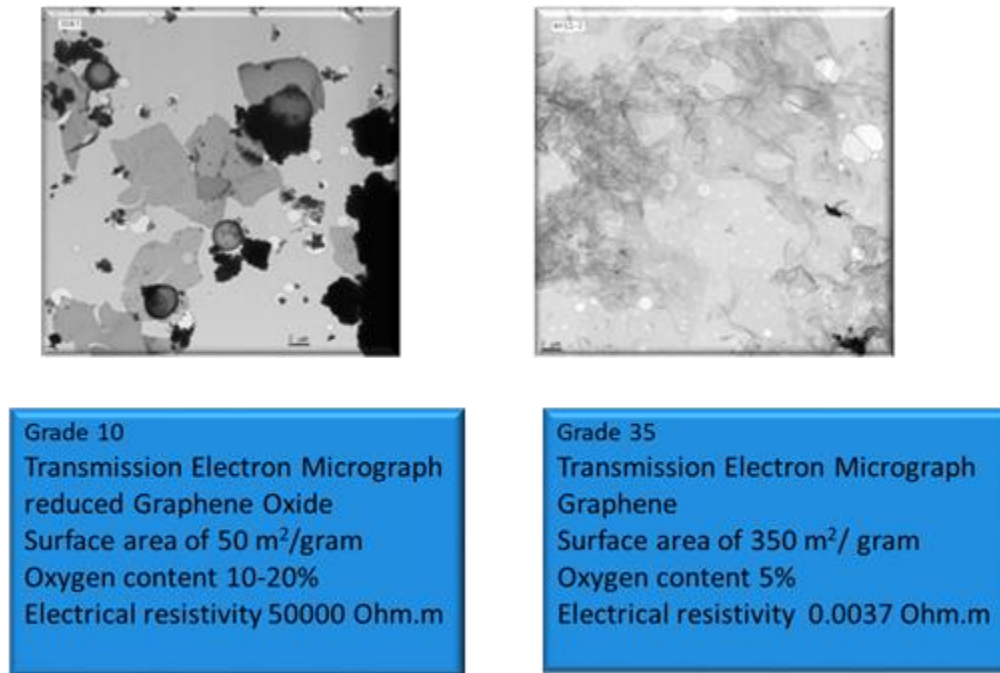 Grade 10
Transmission Electron Micrograph
reduced Graphene Oxide
Surface area of 50 m²/gram
Oxygen content 10-20%
Electrical resistivity 50000 Ohm.m
Grade 35
Transmission Electron Micrograph
Graphene
Surface area of 350 m²/ gram
Oxygen content 5%
Electrical resistivity 0.0037 Ohm.m